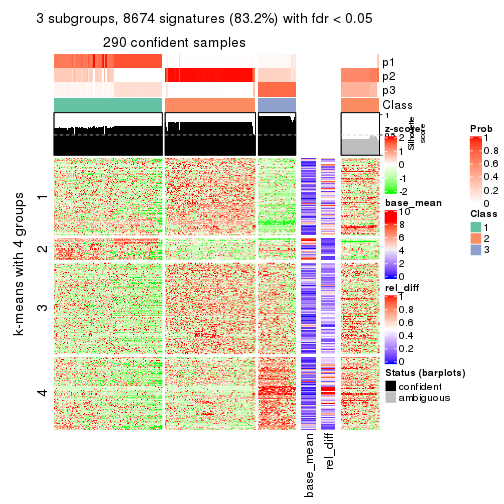 3 subgroups, 8674 signatures (83.2%) with fdr < 0.05
290 confident samples
p1
p2
p3
Class
1
0.5
Silhouette
score
k-means with 4 groups
1
2
3
4
base_mean
rel_diff
z-score
2
1
0
-1
-2
base_mean
10
8
6
4
2
0
rel_diff
1
0.8
0.6
0.4
0.2
0
Status (barplots)
confident
ambiguous
Prob
1
0.8
0.6
0.4
0.2
0
Class
1
2
3